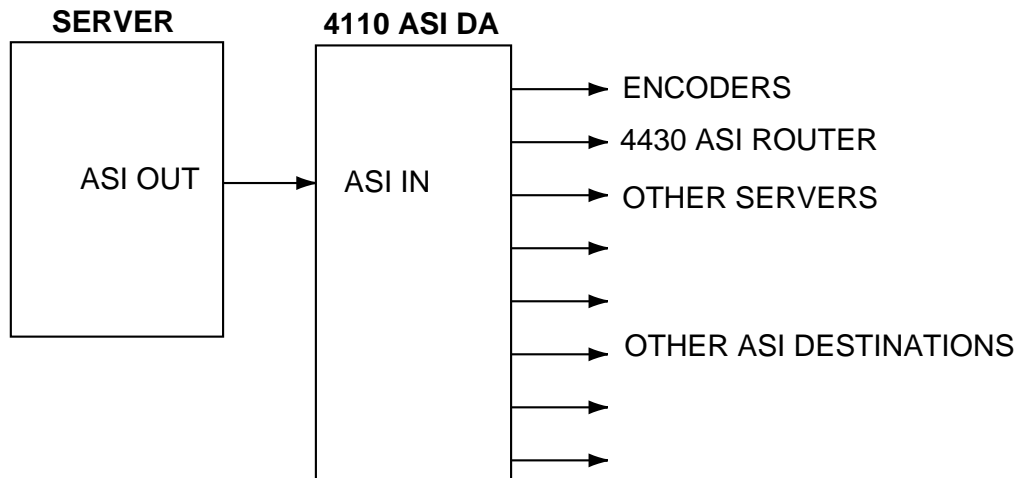 SERVER
4110 ASI DA
ENCODERS
4430 ASI ROUTER
ASI OUT
ASI IN
OTHER SERVERS
OTHER ASI DESTINATIONS